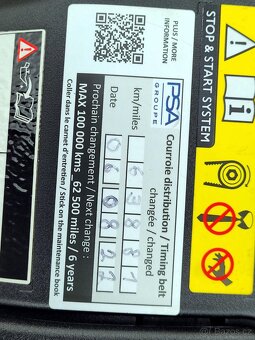 STOP & START SYSTEM
PSA
GROUPE
PLUS / MORE
INFORMATION
Courroie distribution / Timing belt
changée / changed
km/miles
Date
Prochain changement / Next change :
MAX 100 000 kms_62 500 miles / 6 years
Coller dans le carnet d'entretien / Stick on the maintenance book